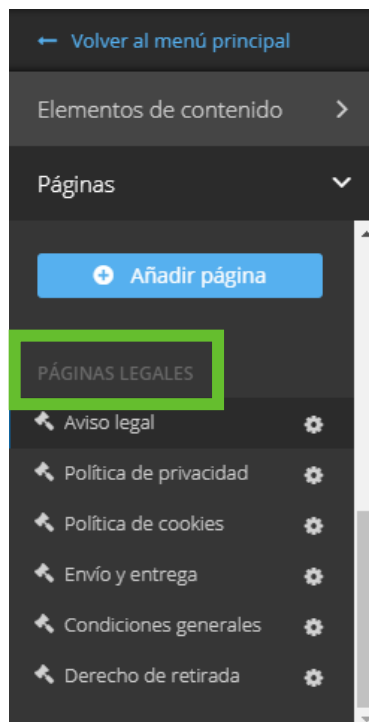 ← Volver al menú principal
Elementos de contenido
Páginas
Añadir página
PÁGINAS LEGALES
Aviso legal
Política de privacidad
Política de cookies
Envío y entrega
Condiciones generales
Derecho de retirada